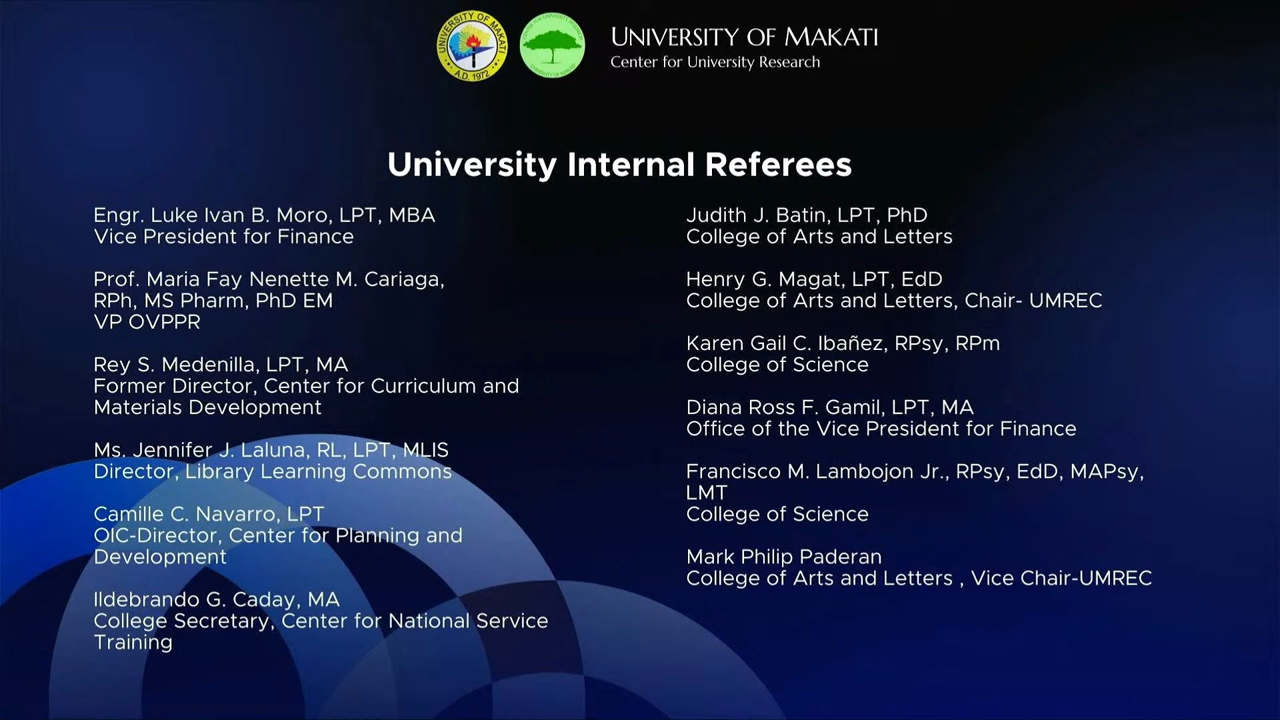 UNIVERSITY OF MAKATI
A.D. 1972
UNIVERSITY OF MAKATI
Center for University Research
University Internal Referees
Engr. Luke Ivan B. Moro, LPT, MBA
Vice President for Finance
Prof. Maria Fay Nenette M. Cariaga,
RPh, MS Pharm, PhD EM
VP OVPPR
Rey S. Medenilla, LPT, MA
Former Director, Center for Curriculum and
Materials Development
Ms. Jennifer J. Laluna, RL, LPT, MLIS
Director, Library Learning Commons
Camille C. Navarro, LPT
OIC-Director, Center for Planning and
Development
Ildebrando G. Caday, MA
College Secretary, Center for National Service
Training
Judith J. Batin, LPT, PhD
College of Arts and Letters
Henry G. Magat, LPT, EdD
College of Arts and Letters, Chair- UMREC
Karen Gail C. Ibañez, RPsy, RPm
College of Science
Diana Ross F. Gamil, LPT, MA
Office of the Vice President for Finance
Francisco M. Lambojon Jr., RPsy, EdD, MAPsy,
LMT
College of Science
Mark Philip Paderan
College of Arts and Letters , Vice Chair-UMREC